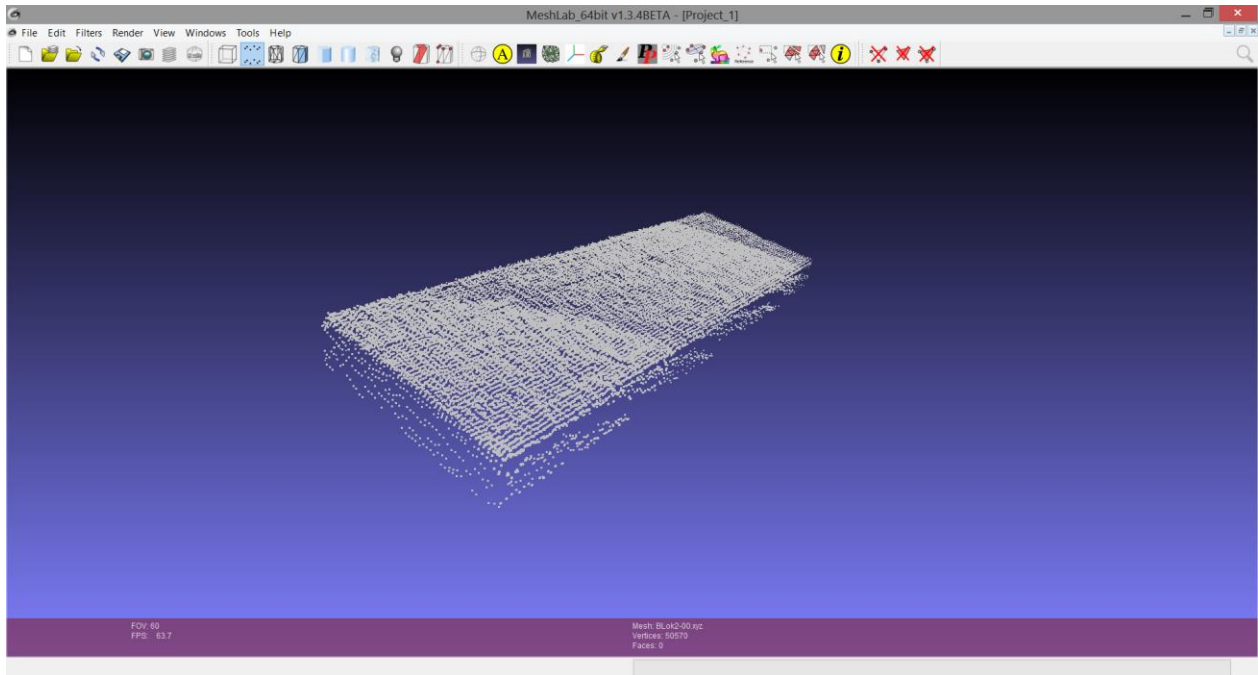 MeshLab_64bit v1.3.4BETA - [Project_1]
File Edit Filters Render View Windows Tools Help
A
i
FOV: 60
FPS: 63.7
Mesh: BLok2-00.xyz
Vertices: 50570
Faces: 0